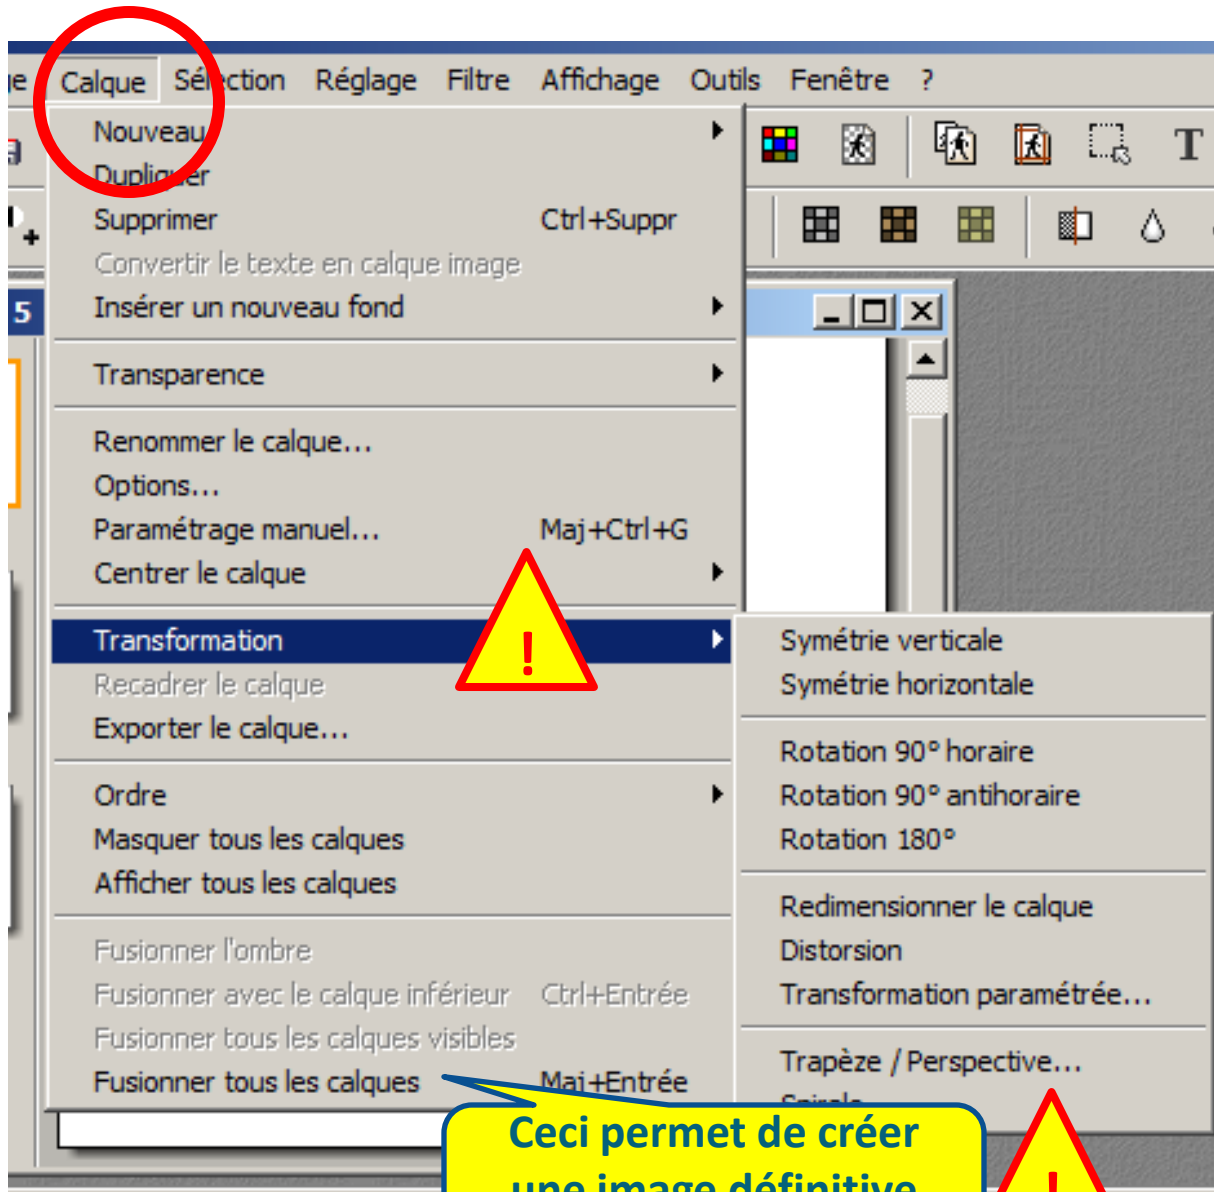 Calque Sélection Réglage Filtre Affichage Outils Fenêtre ?
Nouveau
Dupliquer
Supprimer Ctrl+Suppr
Convertir le texte en calque image
Insérer un nouveau fond
5
Transparence
Renommer le calque...
Options...
Paramétrage manuel... Maj+Ctrl+G
Centrer le calque
Transformation
!
Recadrer le calque
Exporter le calque...
Ordre
Masquer tous les calques
Afficher tous les calques
Fusionner l'ombre
Fusionner avec le calque inférieur Ctrl+Entrée
Fusionner tous les calques visibles
Fusionner tous les calques Maj+Entrée
Symétrie verticale
Symétrie horizontale
Rotation 90° horaire
Rotation 90° antihoraire
Rotation 180°
Redimensionner le calque
Distorsion
Transformation paramétrée...
Trapèze / Perspective...
Spirale
Ceci permet de créer
une image définitive
!
T